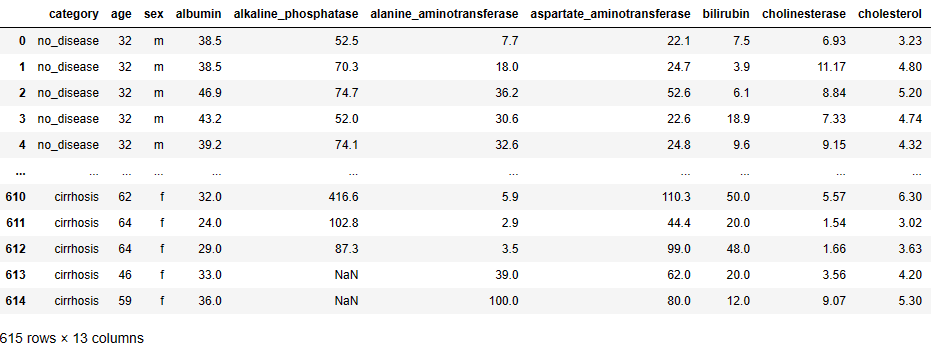 category age sex albumin alkaline_phosphatase alanine_aminotransferase aspartate_aminotransferase bilirubin cholinesterase cholesterol
0 no_disease 32 m 38.5 52.5 7.7 22.1 7.5 6.93 3.23
1 no_disease 32 m 38.5 70.3 18.0 24.7 3.9 11.17 4.80
2 no_disease 32 m 46.9 74.7 36.2 52.6 6.1 8.84 5.20
3 no_disease 32 m 43.2 52.0 30.6 22.6 18.9 7.33 4.74
4 no_disease 32 m 39.2 74.1 32.6 24.8 9.6 9.15 4.32
... ... ... ... ... ... ... ... ... ... ...
610 cirrhosis 62 f 32.0 416.6 5.9 110.3 50.0 5.57 6.30
611 cirrhosis 64 f 24.0 102.8 2.9 44.4 20.0 1.54 3.02
612 cirrhosis 64 f 29.0 87.3 3.5 99.0 48.0 1.66 3.63
613 cirrhosis 46 f 33.0 NaN 39.0 62.0 20.0 3.56 4.20
614 cirrhosis 59 f 36.0 NaN 100.0 80.0 12.0 9.07 5.30
615 rows × 13 columns